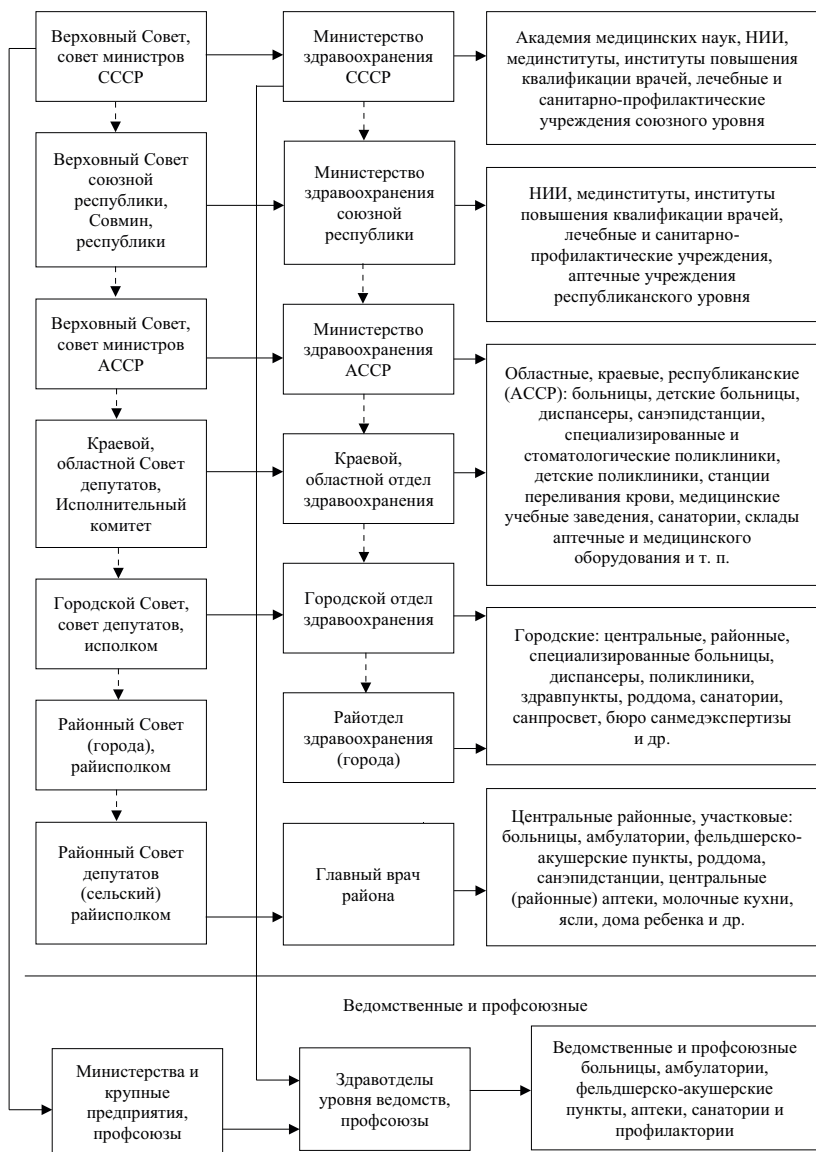 Верховный Совет,
совет министров
СССР
Министерство
здравоохранения
СССР
Академия медицинских наук, НИИ,
мединституты, институты повышения
квалификации врачей, лечебные и
санитарно-профилактические
учреждения союзного уровня
Верховный Совет
союзной
республики,
Совмин,
республики
Министерство
здравоохранения
союзной
республики
НИИ, мединституты, институты
повышения квалификации врачей,
лечебные и санитарно-
профилактические учреждения,
аптечные учреждения
республиканского уровня
Верховный Совет,
совет министров
АССР
Министерство
здравоохранения
АССР
Областные, краевые, республиканские
(АССР): больницы, детские больницы,
диспансеры, санэпидстанции,
специализированные и
стоматологические поликлиники,
детские поликлиники, станции
переливания крови, медицинские
учебные заведения, санатории, склады
аптечные и медицинского
оборудования и т. п.
Краевой,
областной Совет
депутатов,
Исполнительный
комитет
Краевой,
областной отдел
здравоохранения
Городской Совет,
совет депутатов,
исполком
Городской отдел
здравоохранения
Городские: центральные, районные,
специализированные больницы,
диспансеры, поликлиники,
здравпункты, роддома, санатории,
санпросвет, бюро санмедэкспертизы
и др.
Районный Совет
(города),
райисполком
Райотдел
здравоохранения
(города)
Районный Совет
депутатов
(сельский)
райисполком
Главный врач
района
Центральные районные, участковые:
больницы, амбулатории, фельдшерско-
акушерские пункты, роддома,
санэпидстанции, центральные
(районные) аптеки, молочные кухни,
ясли, дома ребенка и др.
Ведомственные и профсоюзные
Министерства и
крупные
предприятия,
профсоюзы
Здравотделы
уровня ведомств,
профсоюзы
Ведомственные и профсоюзные
больницы, амбулатории,
фельдшерско-акушерские
пункты, аптеки, санатории и
профилактории